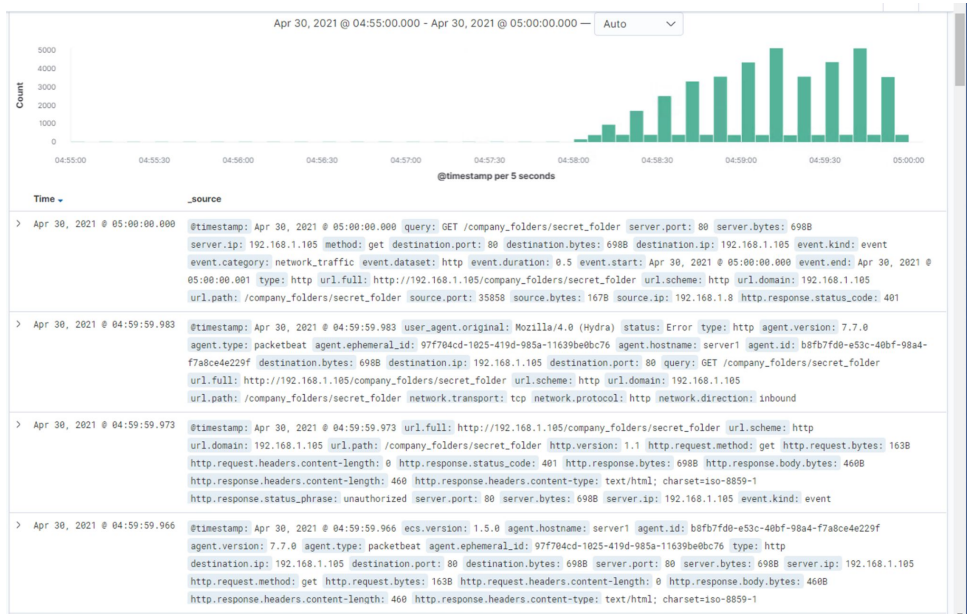 Apr 30, 2021 @ 04:55:00.000 - Apr 30, 2021 @ 05:00:00.000 — Auto
Count
5000
4000
3000
2000
1000
0
04:55:00 04:55:30 04:56:00 04:56:30 04:57:00 04:57:30 04:58:00 04:58:30 04:59:00 04:59:30 05:00:00
@timestamp per 5 seconds
Time _source
Apr 30, 2021 @ 05:00:00.000 @timestamp: Apr 30, 2021 @ 05:00:00.000 query: GET /company_folders/secret_folder server.port: 80 server.bytes: 698B
server.ip: 192.168.1.105 method: get destination.port: 80 destination.bytes: 698B destination.ip: 192.168.1.105 event.kind: event
event.category: network_traffic event.dataset: http event.duration: 0.5 event.start: Apr 30, 2021 @ 05:00:00.000 event.end: Apr 30, 2021 @
05:00:00.001 type: http url.full: http://192.168.1.105/company_folders/secret_folder url.scheme: http url.domain: 192.168.1.105
url.path: /company_folders/secret_folder source.port: 35858 source.bytes: 167B source.ip: 192.168.1.8 http.response.status_code: 401
Apr 30, 2021 @ 04:59:59.983 @timestamp: Apr 30, 2021 @ 04:59:59.983 user_agent.original: Mozilla/4.0 (Hydra) status: Error type: http agent.version: 7.7.0
agent.type: packetbeat agent.ephemeral_id: 97f704cd-1025-419d-985a-11639be0bc76 agent.hostname: server1 agent.id: b8fb7fd0-e53c-40bf-98a4-
f7a8ce4e229f destination.bytes: 698B destination.ip: 192.168.1.105 destination.port: 80 query: GET /company_folders/secret_folder
url.full: http://192.168.1.105/company_folders/secret_folder url.scheme: http url.domain: 192.168.1.105
url.path: /company_folders/secret_folder network.transport: tcp network.protocol: http network.direction: inbound
Apr 30, 2021 @ 04:59:59.973 @timestamp: Apr 30, 2021 @ 04:59:59.973 url.full: http://192.168.1.105/company_folders/secret_folder url.scheme: http
url.domain: 192.168.1.105 url.path: /company_folders/secret_folder http.version: 1.1 http.request.method: get http.request.bytes: 163B
http.request.headers.content-length: 0 http.response.status_code: 401 http.response.bytes: 698B http.response.body.bytes: 460B
http.response.headers.content-length: 460 http.response.headers.content-type: text/html; charset=iso-8859-1
http.response.status_phrase: unauthorized server.port: 80 server.bytes: 698B server.ip: 192.168.1.105 event.kind: event
Apr 30, 2021 @ 04:59:59.966 @timestamp: Apr 30, 2021 @ 04:59:59.966 ecs.version: 1.5.0 agent.hostname: server1 agent.id: b8fb7fd0-e53c-40bf-98a4-f7a8ce4e229f
agent.version: 7.7.0 agent.type: packetbeat agent.ephemeral_id: 97f704cd-1025-419d-985a-11639be0bc76 type: http
destination.ip: 192.168.1.105 destination.port: 80 destination.bytes: 698B server.port: 80 server.bytes: 698B server.ip: 192.168.1.105
http.request.method: get http.request.bytes: 163B http.request.headers.content-length: 0 http.response.body.bytes: 460B
http.response.headers.content-length: 460 http.response.headers.content-type: text/html; charset=iso-8859-1